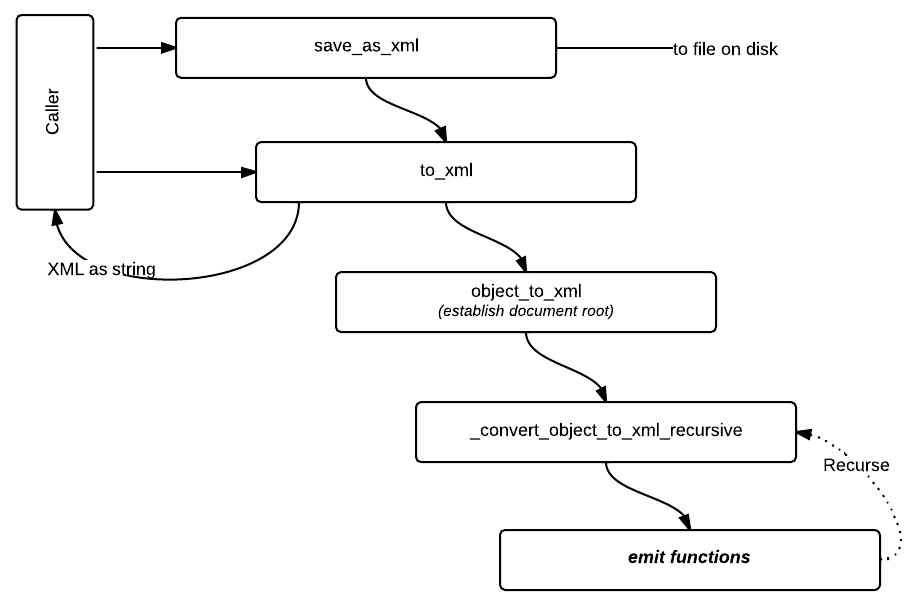 Caller
save_as_xml
to file on disk
to_xml
XML as string
object_to_xml
(establish document root)
_convert_object_to_xml_recursive
Recurse
emit functions